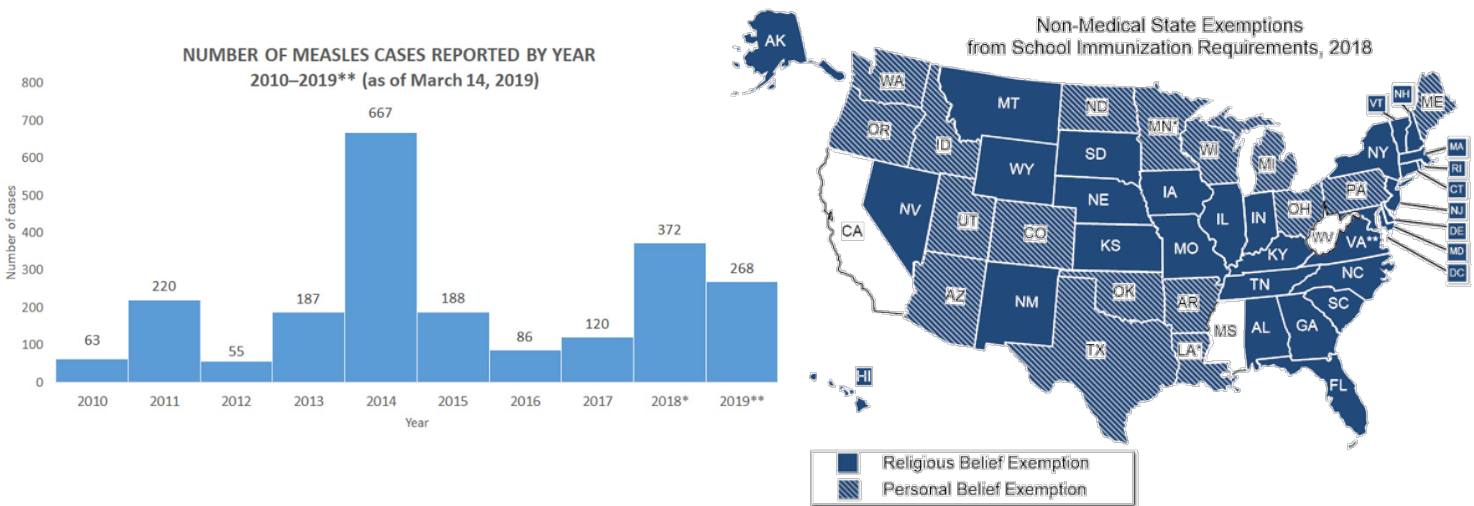 NUMBER OF MEASLES CASES REPORTED BY YEAR
2010–2019** (as of March 14, 2019)
Number of cases
800
700
600
500
400
300
200
100
0
63
220
55
187
667
188
86
120
372
268
2010
2011
2012
2013
2014
2015
2016
2017
2018*
2019**
Year
Non-Medical State Exemptions
from School Immunization Requirements, 2018
AK
WA
MT
ND
MN*
VT
NH
ME
OR
ID
SD
WI
MI
NY
MA
RI
CT
NJ
DE
MD
DC
WY
NE
IA
PA
NV
UT
CO
IL
IN
OH
WV
VA**
CA
KS
MO
KY
NC
TN
SC
AZ
NM
OK
AR
MS
AL
GA
TX
LA*
FL
HI
Religious Belief Exemption
Personal Belief Exemption